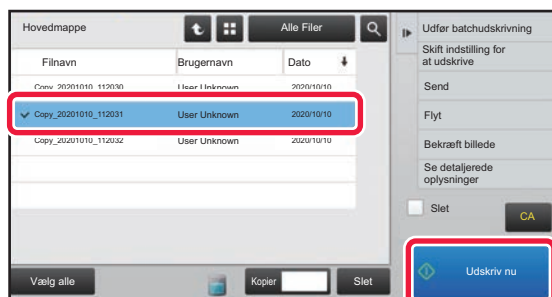 Hovedmappe
Alle Filer
Filnavn Brugernavn Dato
Copy_20201010_112030 User Unknown 2020/10/10
Copy_20201010_112031 User Unknown 2020/10/10
Copy_20201010_112032 User Unknown 2020/10/10
Vælg alle
Kopier
Slet
Udfør batchudskrivning
Skift indstilling for
at udskrive
Send
Flyt
Bekræft billede
Se detaljerede
oplysninger
Slet
CA
Udskriv nu